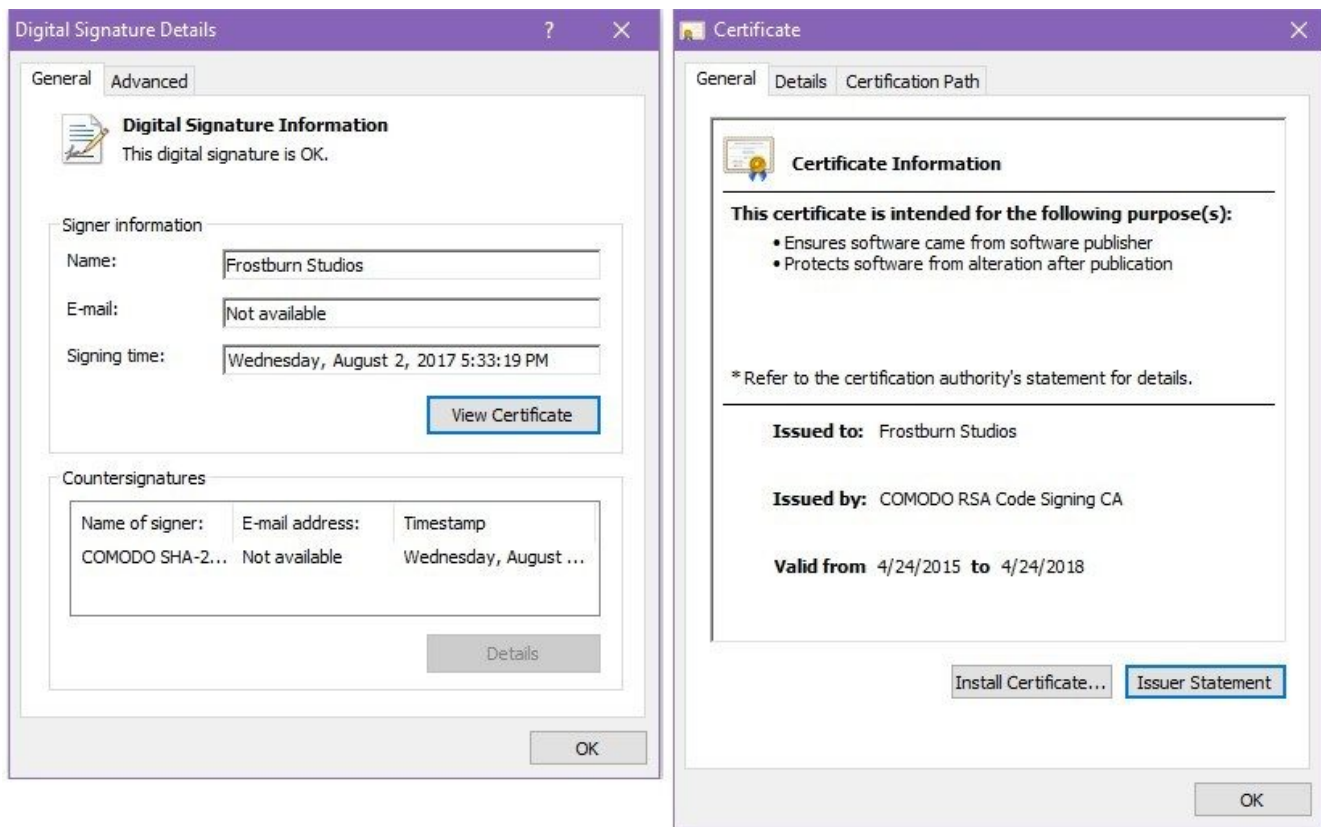 Digital Signature Details
?
General
Advanced
Digital Signature Information
This digital signature is OK.
Signer information
Name:
Frostburn Studios
E-mail:
Not available
Signing time:
Wednesday, August 2, 2017 5:33:19 PM
View Certificate
Countersignatures
Name of signer: E-mail address: Timestamp
COMODO SHA-2... Not available Wednesday, August ...
Details
OK
Certificate
General
Details
Certification Path
Certificate Information
This certificate is intended for the following purpose(s):
• Ensures software came from software publisher
• Protects software from alteration after publication
* Refer to the certification authority's statement for details.
Issued to: Frostburn Studios
Issued by: COMODO RSA Code Signing CA
Valid from 4/24/2015 to 4/24/2018
Install Certificate...
Issuer Statement
OK